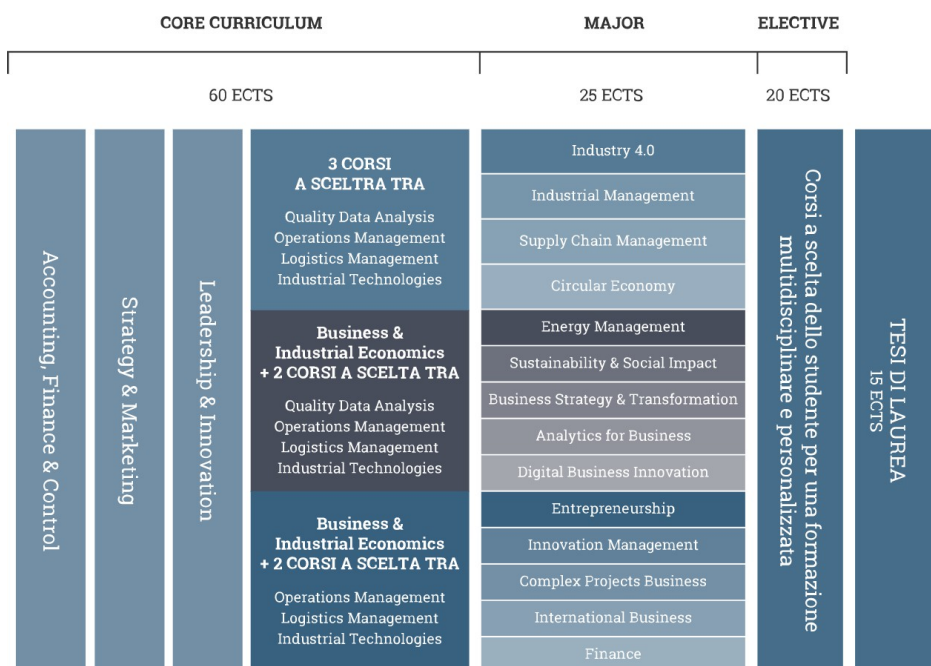 CORE CURRICULUM
MAJOR
ELECTIVE
60 ECTS
25 ECTS
20 ECTS
Accounting, Finance & Control
Strategy & Marketing
Leadership & Innovation
3 CORSI
A SCELTRA TRA
Quality Data Analysis
Operations Management
Logistics Management
Industrial Technologies
Business &
Industrial Economics
+ 2 CORSI A SCELTA TRA
Quality Data Analysis
Operations Management
Logistics Management
Industrial Technologies
Business &
Industrial Economics
+ 2 CORSI A SCELTA TRA
Operations Management
Logistics Management
Industrial Technologies
Industry 4.0
Industrial Management
Supply Chain Management
Circular Economy
Energy Management
Sustainability & Social Impact
Business Strategy & Transformation
Analytics for Business
Digital Business Innovation
Entrepreneurship
Innovation Management
Complex Projects Business
International Business
Finance
Corsi a scelta dello studente per una formazione
multidisciplinare e personalizzata
TESI DI LAUREA
15 ECTS